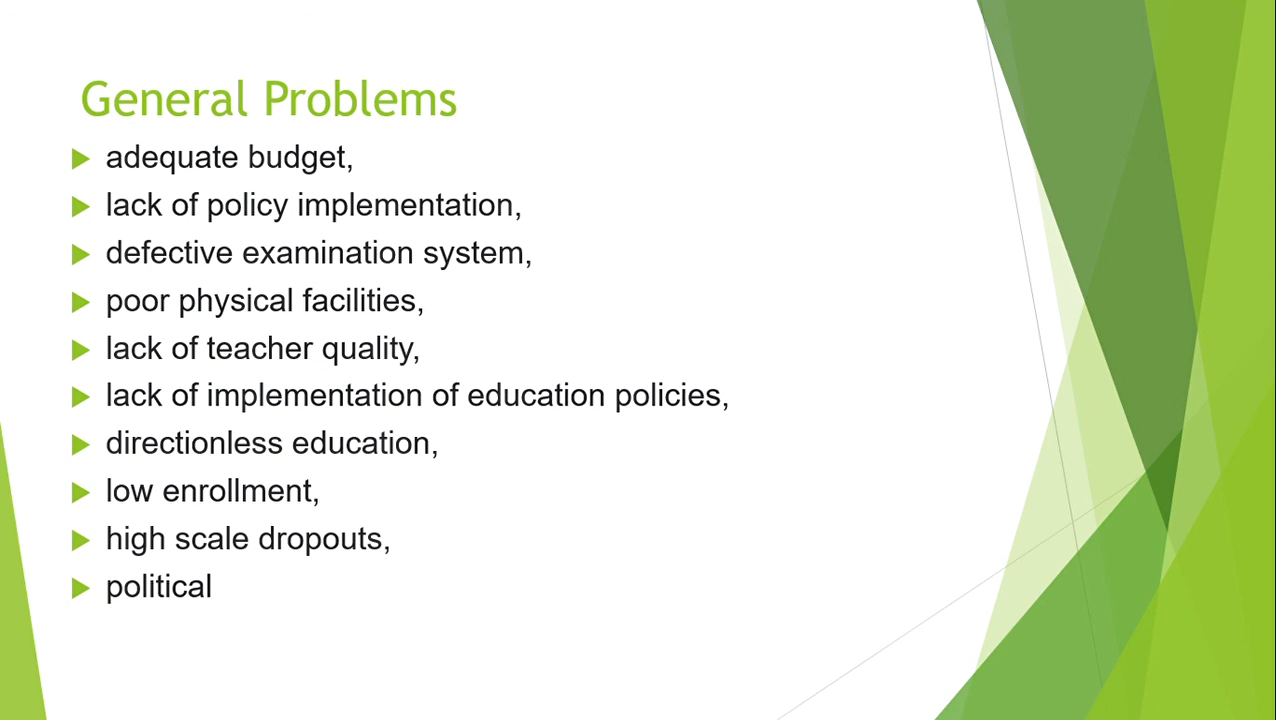 General Problems
adequate budget,
lack of policy implementation,
defective examination system,
poor physical facilities,
lack of teacher quality,
lack of implementation of education policies,
directionless education,
low enrollment,
high scale dropouts,
political